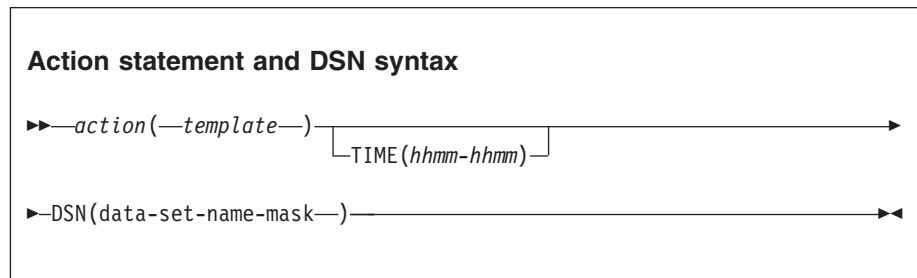 Action statement and DSN syntax
action(template)
TIME(hhmm-hhmm)
DSN(data-set-name-mask)